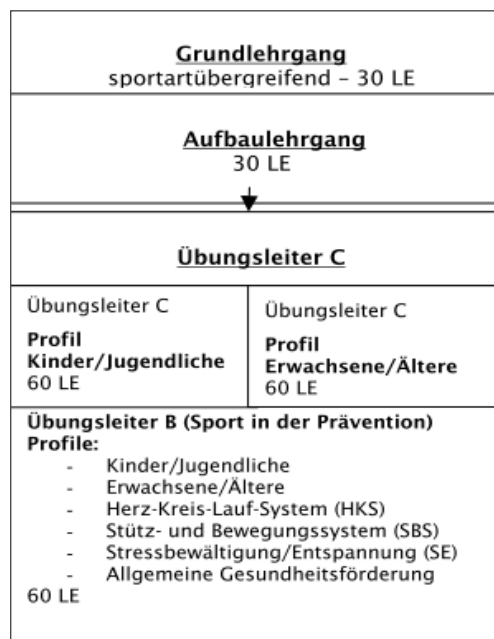 Grundlehrgang
sportartübergreifend – 30 LE
Aufbaulehrgang
30 LE
Übungsleiter C
Übungsleiter C
Profil
Kinder/Jugendliche
60 LE
Übungsleiter C
Profil
Erwachsene/Ältere
60 LE
Übungsleiter B (Sport in der Prävention)
Profile:
- Kinder/Jugendliche
- Erwachsene/Ältere
- Herz-Kreis-Lauf-System (HKS)
- Stütz- und Bewegungssystem (SBS)
- Stressbewältigung/Entspannung (SE)
- Allgemeine Gesundheitsförderung
60 LE